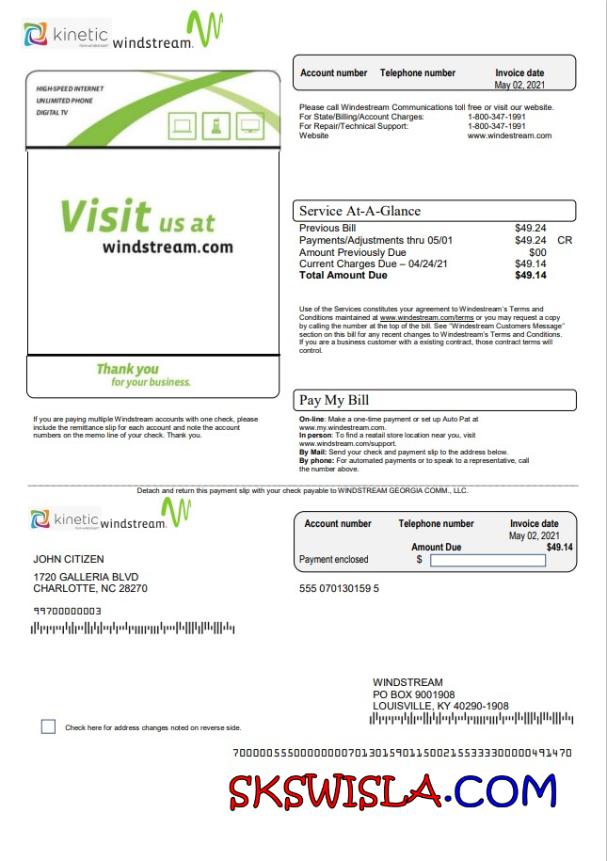 kinetic windstream.
HIGH-SPEED INTERNET
UNLIMITED PHONE
DIGITAL TV
Visit us at
windstream.com
Thank you
for your business.
If you are paying multiple Windstream accounts with one check, please
include the remittance slip for each account and note the account
numbers on the memo line of your check. Thank you.
Account number Telephone number Invoice date
May 02, 2021
Please call Windestream Communications toll free or visit our website.
For State/Billing/Account Charges: 1-800-347-1991
For Repair/Technical Support: 1-800-347-1991
Website www.windestream.com
Service At-A-Glance
Previous Bill $49.24
Payments/Adjustments thru 05/01 $49.24 CR
Amount Previously Due $00
Current Charges Due – 04/24/21 $49.14
Total Amount Due $49.14
Use of the Services constitutes your agreement to Windestream's Terms and
Conditions maintained at www.windestream.com/terms or you may request a copy
by calling the number at the top of the bill. See "Windestream Customers Message"
section on this bill for any recent changes to Windestream's Terms of Conditions.
If you are a business customer with a existing contract, those contract terms will
control.
Pay My Bill
On-line: Make a one-time payment or set up Auto Pat at
www.my.windestream.com.
In person: To find a reatail store location near you, visit
www.windestream.com/support.
By Mail: Send your check and payment slip to the address below.
By phone: For automated payments or to speak to a representative, call
the number above.
Detach and return this payment slip with your check payable to WINDSTREAM GEORGIA COMM., LLC.
kinetic windstream.
Account number Telephone number Invoice date
May 02, 2021
Amount Due $49.14
Payment enclosed $
JOHN CITIZEN
1720 GALLERIA BLVD
CHARLOTTE, NC 28270
555 070130159 5
99700000003
WINDSTREAM
PO BOX 9001908
LOUISVILLE, KY 40290-1908
Check here for address changes noted on reverse side.
SKSWISLA.COM